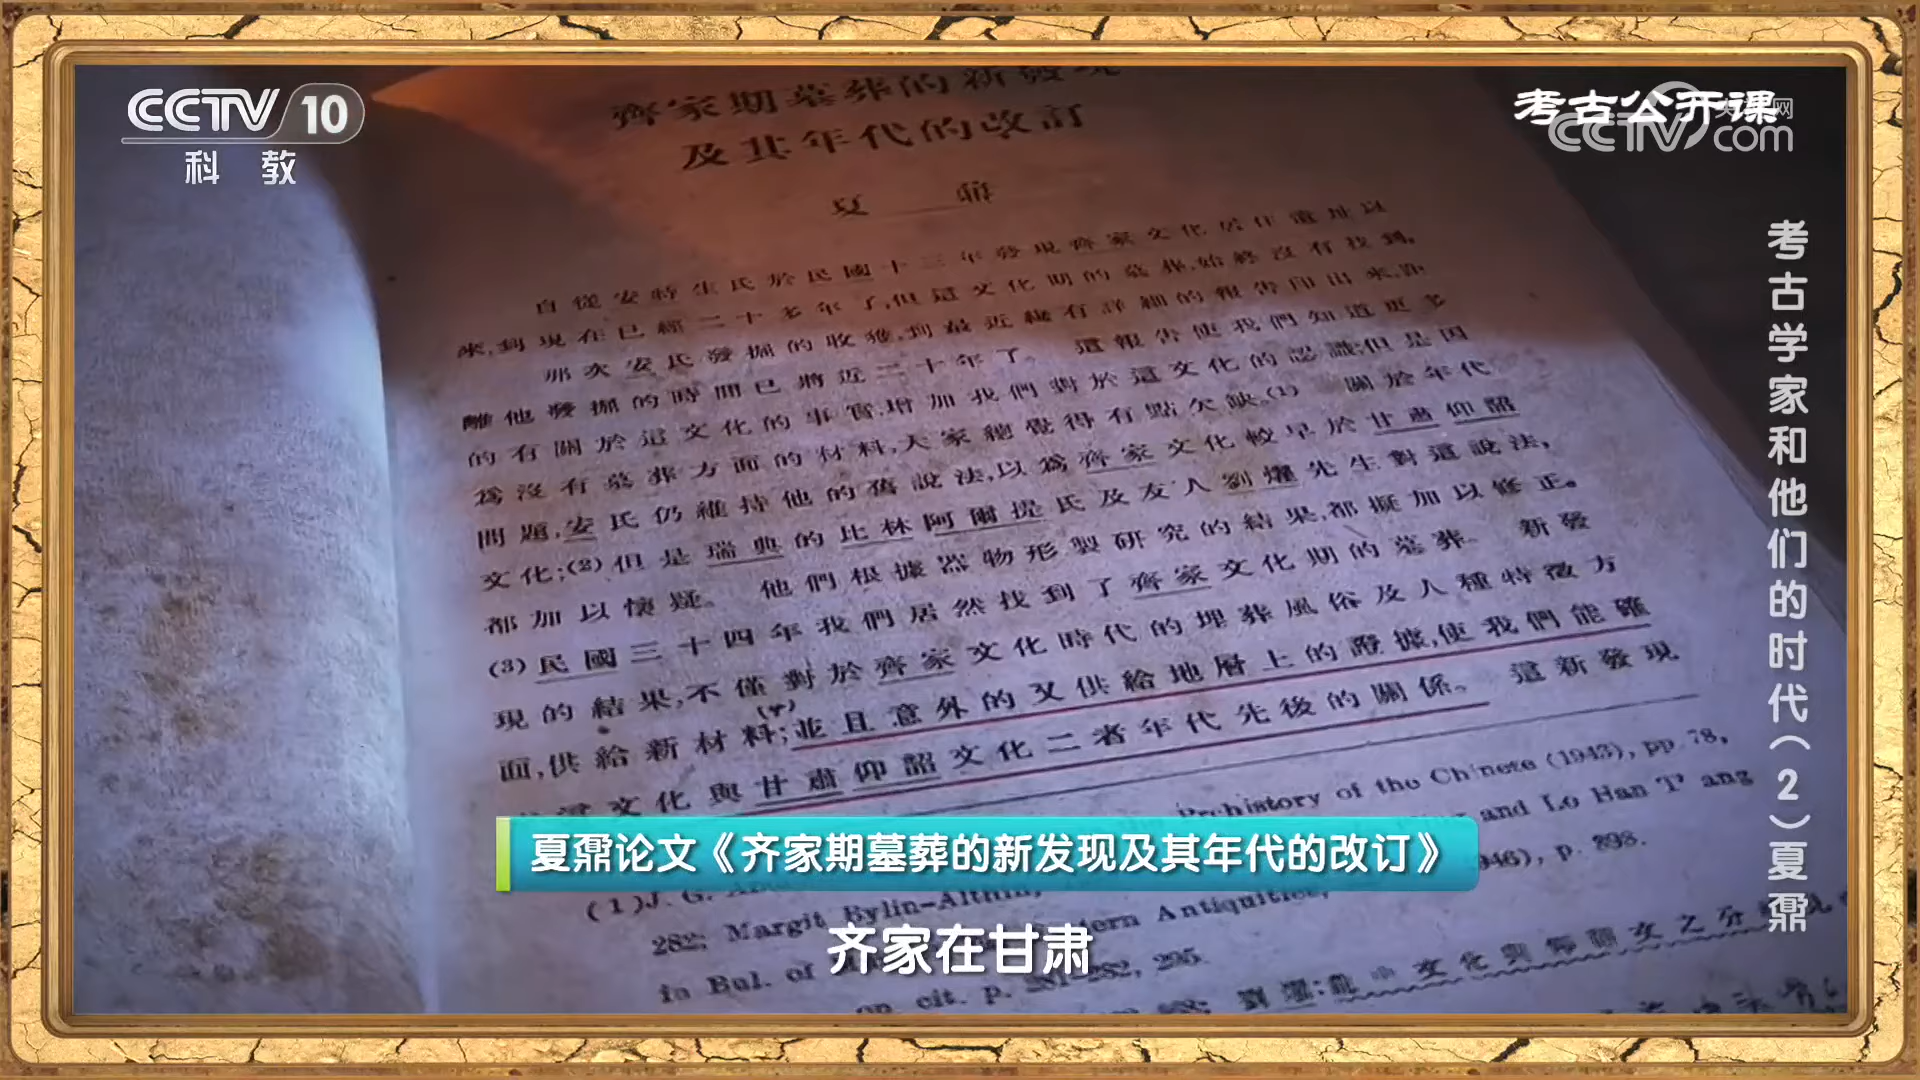 CCTV 10
科 教
考古公开课
CCTV com
考古学家和他们的时代（2）夏鼐
齊家期墓葬的新發現
及其年代的改訂
夏 鼐
自從安特生氏於民國十三年發現齊家文化居住遺址以
來,到現在已經二十多年了,但這文化期的墓葬,始終沒有找到。
那次安氏發掘的收獲,到最近纔有詳細的報告印出來,距
離他發掘的時間已將近二十年了。 這報告使我們知道更多
的有關於這文化的事實,增加我們對於這文化的認識;但是因
爲沒有墓葬方面的材料,大家總覺得有點欠缺。(1) 關於年代
問題,安氏仍維持他的舊說法,以爲齊家文化較早於甘肅仰韶
文化;(2)但是瑞典的比林阿爾提氏及友人劉燿先生對這說法,
都加以懷疑。 他們根據器物形製研究的結果,都擬加以修正。
(3)民國三十四年我們居然找到了齊家文化期的墓葬。 新發
現的結果,不僅對於齊家文化時代的埋葬風俗及人種特徵方
面,供給新材料;並且意外的又供給地層上的證據,使我們能確
文化與甘肅仰韶文化二者年代先後的關係。 這新發現
Prehistory of the Chinese (1943), pp. 78,
(1)J. G.
and Lo Han T'ang
282; Margit Bylin-Althin,
946), p. 293.
in Bul. of
ern Antiquities,
op. cit. p. 281-282, 295.
文化與仰韶文之分
夏鼐论文《齐家期墓葬的新发现及其年代的改订》
齐家在甘肃